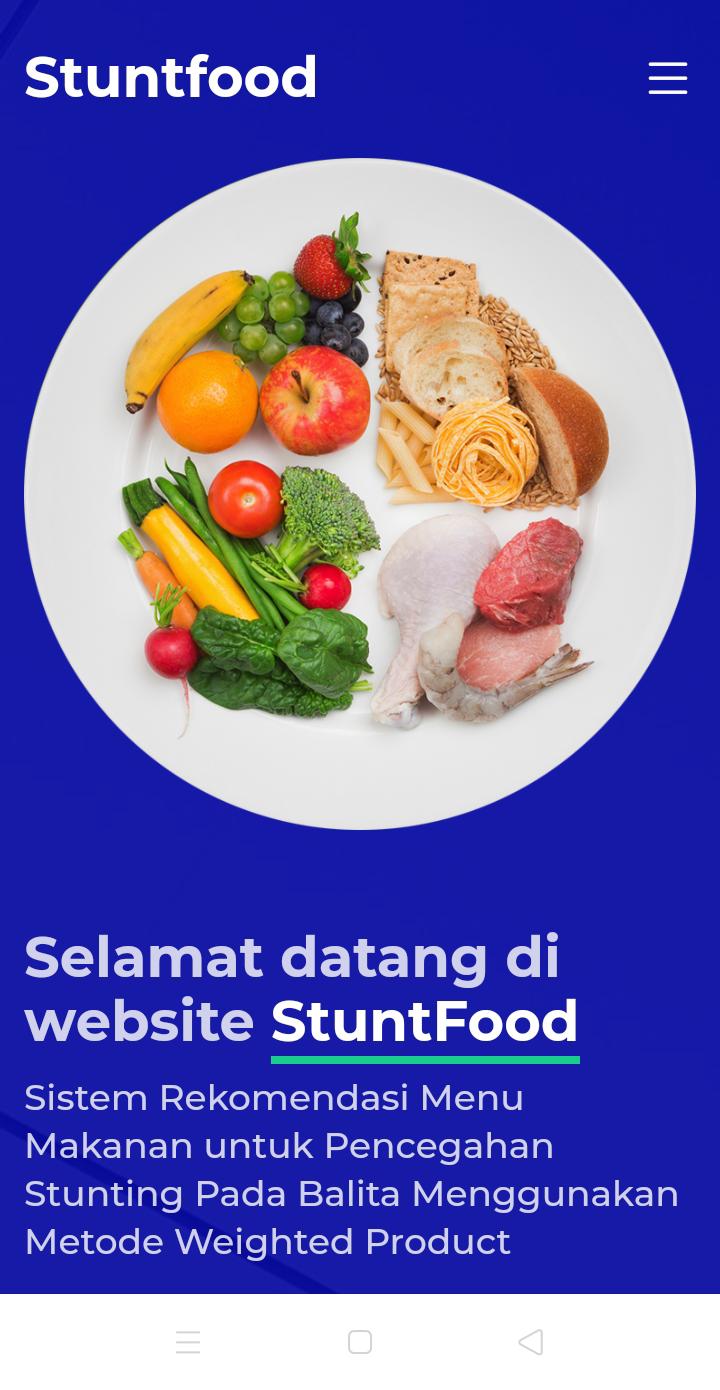 Stuntfood
Selamat datang di
website StuntFood
Sistem Rekomendasi Menu
Makanan untuk Pencegahan
Stunting Pada Balita Menggunakan
Metode Weighted Product